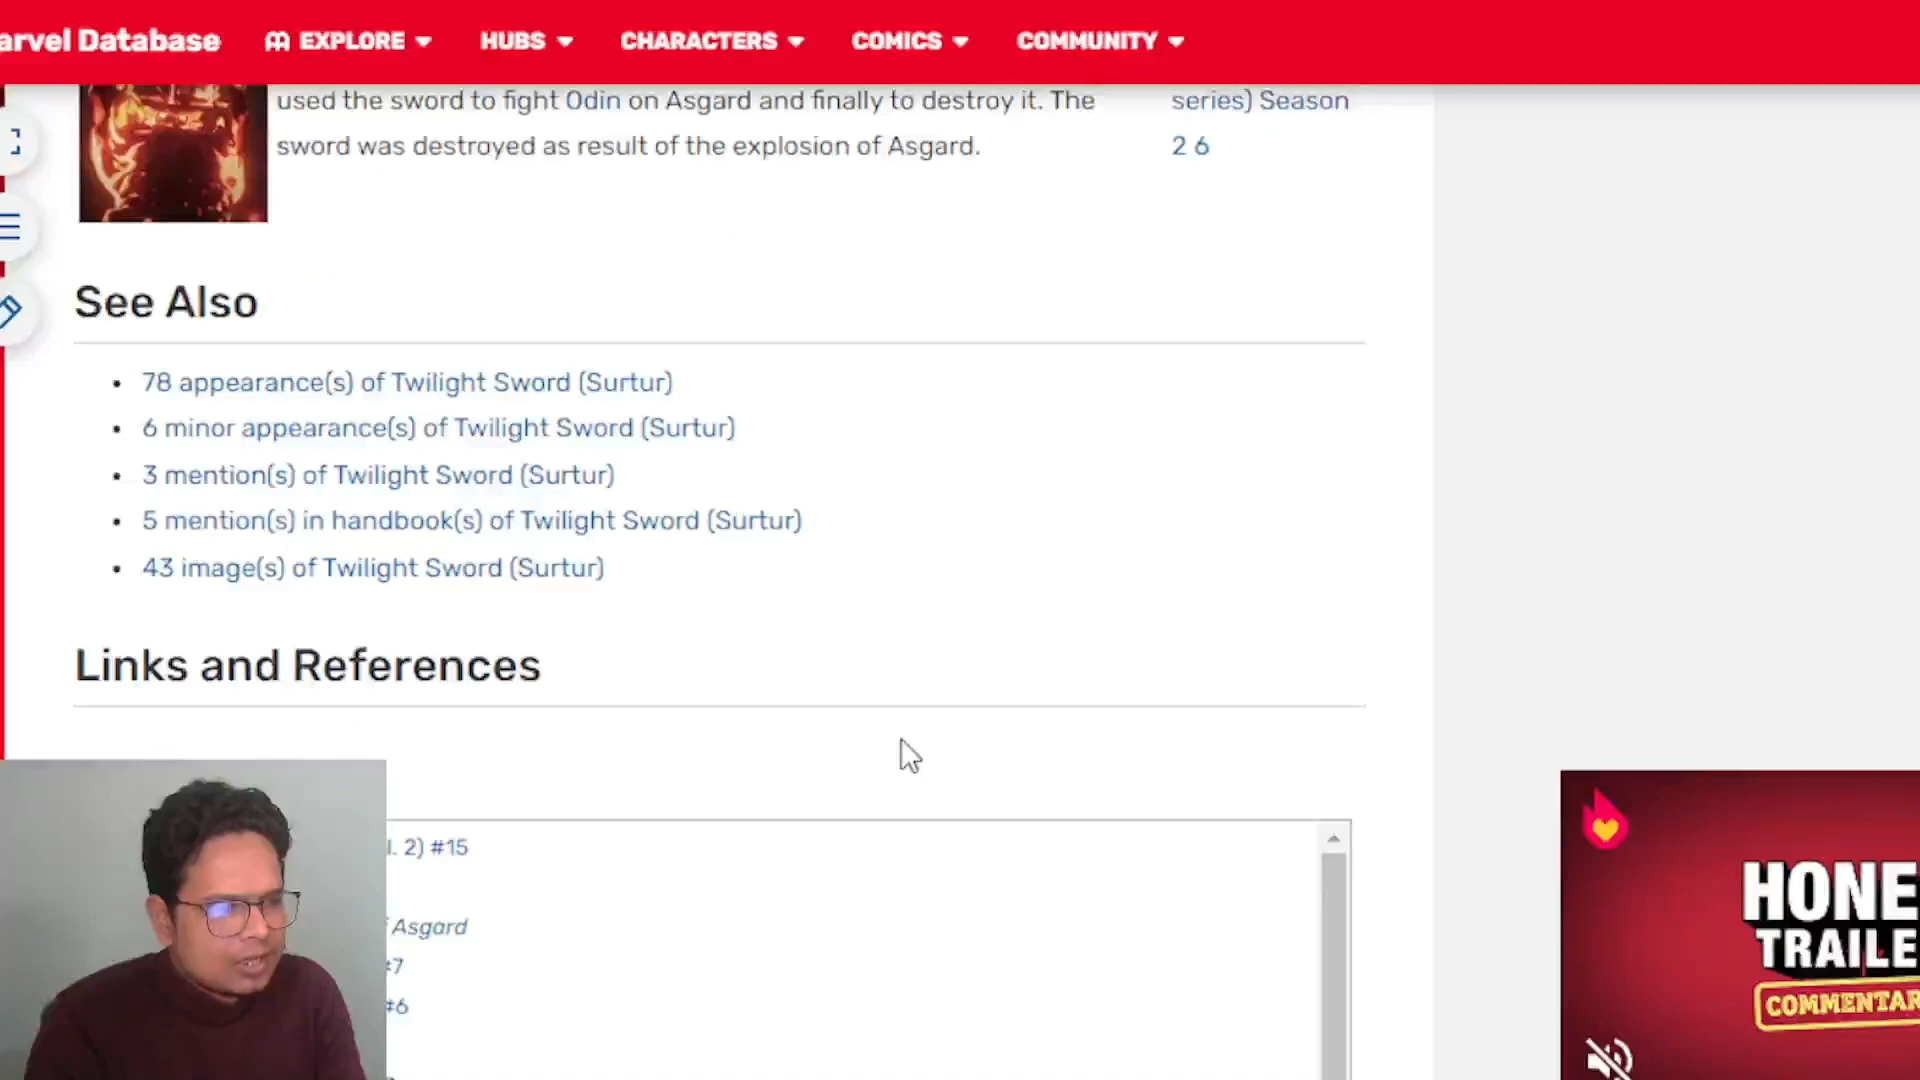 arvel Database EXPLORE HUBS CHARACTERS COMICS COMMUNITY
used the sword to fight Odin on Asgard and finally to destroy it. The
sword was destroyed as result of the explosion of Asgard.
series) Season
2 6
See Also
• 78 appearance(s) of Twilight Sword (Surtur)
• 6 minor appearance(s) of Twilight Sword (Surtur)
• 3 mention(s) of Twilight Sword (Surtur)
• 5 mention(s) in handbook(s) of Twilight Sword (Surtur)
• 43 image(s) of Twilight Sword (Surtur)
Links and References
l. 2) #15
Asgard
#7
#6
HONE
TRAILE
COMMENTAR